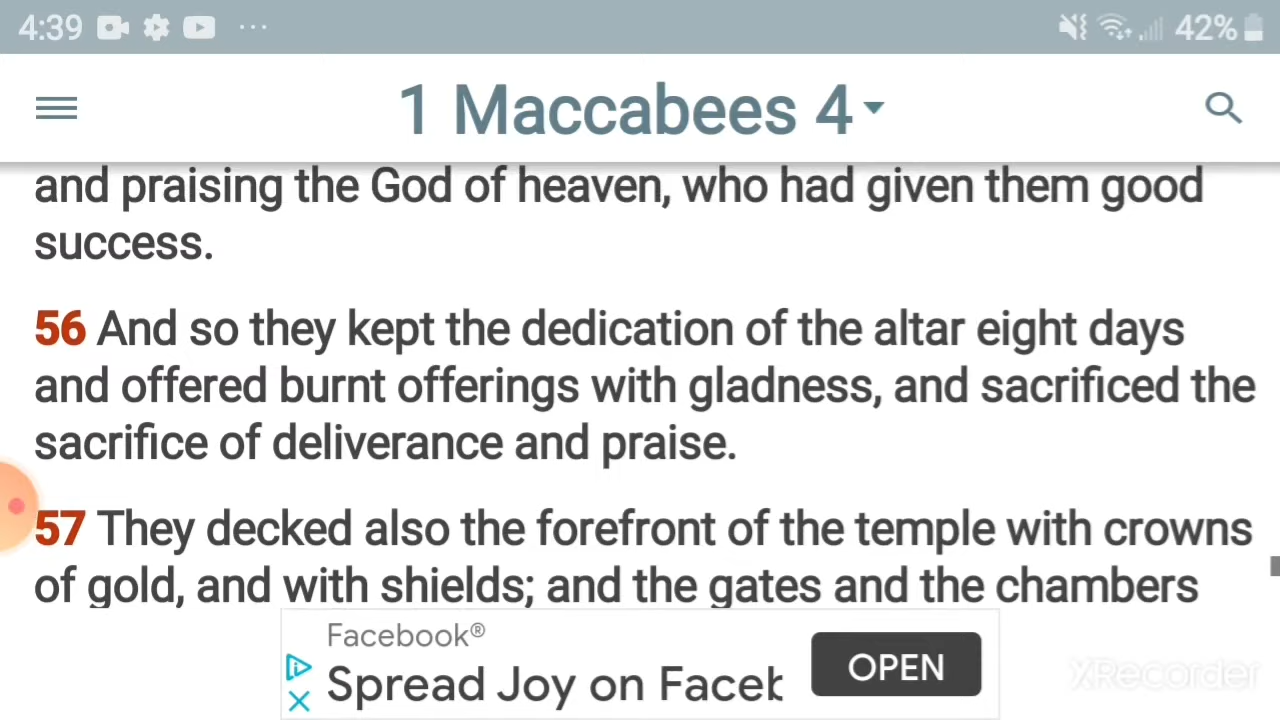 4:39 ... 42%
1 Maccabees 4
and praising the God of heaven, who had given them good
success.
56 And so they kept the dedication of the altar eight days
and offered burnt offerings with gladness, and sacrificed the
sacrifice of deliverance and praise.
57 They decked also the forefront of the temple with crowns
of gold, and with shields; and the gates and the chambers
Facebook®
Spread Joy on Faceb
OPEN
XRecorder